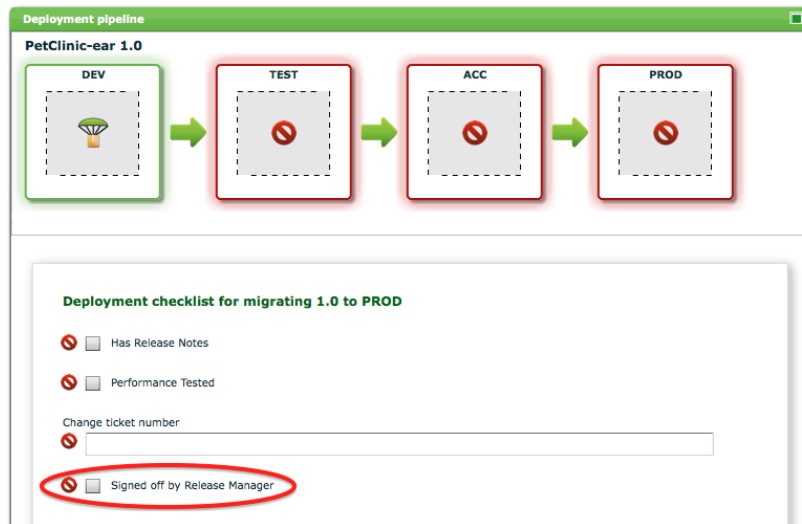 Deployment pipeline
PetClinic-ear 1.0
DEV
TEST
ACC
PROD
Deployment checklist for migrating 1.0 to PROD
Has Release Notes
Performance Tested
Change ticket number
Signed off by Release Manager